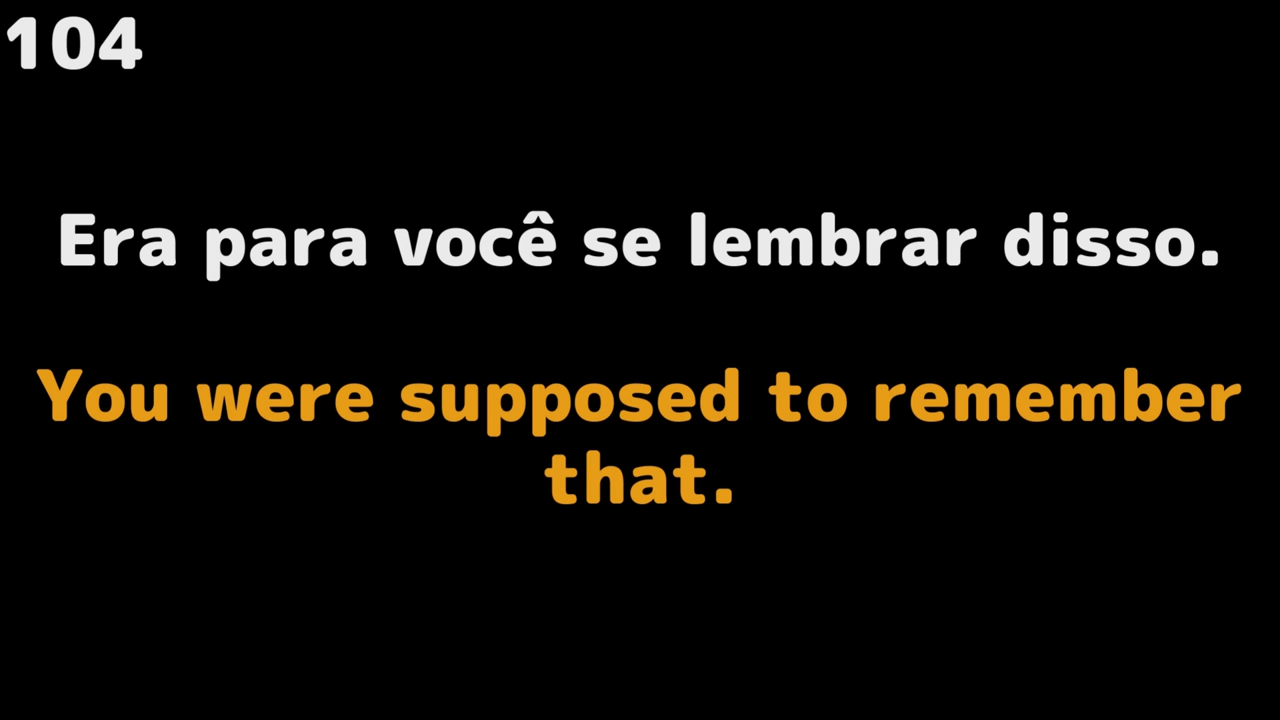 104
Era para você se lembrar disso.
You were supposed to remember
that.